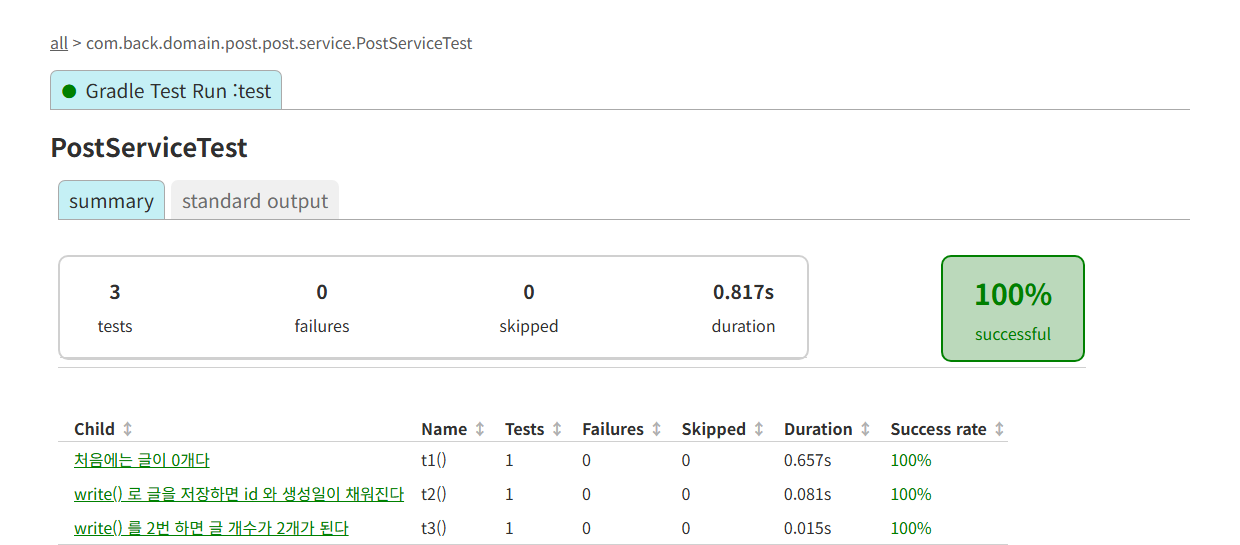 all > com.back.domain.post.post.service.PostServiceTest
Gradle Test Run :test
PostServiceTest
summary standard output
3 0 0 0.817s
tests failures skipped duration
100%
successful
Child Name Tests Failures Skipped Duration Success rate
처음에는 글이 0개다 t1() 1 0 0 0.657s 100%
write() 로 글을 저장하면 id 와 생성일이 채워진다 t2() 1 0 0 0.081s 100%
write() 를 2번 하면 글 개수가 2개가 된다 t3() 1 0 0 0.015s 100%